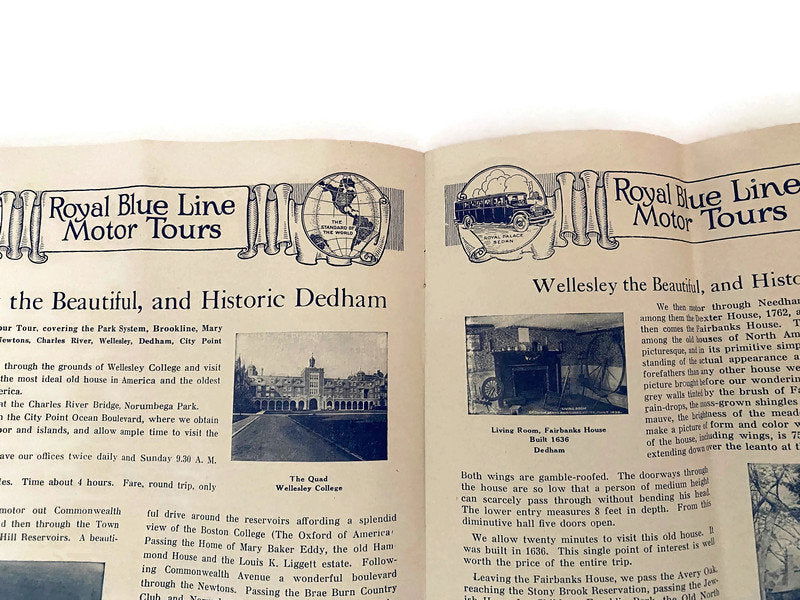 Royal Blue Line
Motor Tours
THE
STANDARD OF
THE WORLD
the Beautiful, and Historic Dedham
our Tour, covering the Park System, Brookline, Mary
Newtons, Charles River, Wellesley, Dedham, City Point
through the grounds of Wellesley College and visit
the most ideal old house in America and the oldest
erica.
at the Charles River Bridge, Norumbega Park.
the City Point Ocean Boulevard, where we obtain
bor and islands, and allow ample time to visit the
ave our offices twice daily and Sunday 9.30 A. M.
les. Time about 4 hours. Fare, round trip, only
The Quad
Wellesley College
motor out Commonwealth
d then through the Town
Hill Reservoirs. A beauti-
ful drive around the reservoirs affording a splendid
view of the Boston College (The Oxford of America
Passing the Home of Mary Baker Eddy, the old Ham-
mond House and the Louis K. Liggett estate. Follow-
ing Commonwealth Avenue a wonderful boulevard
through the Newtons. Passing the Brae Burn Country
Club and
ROYAL PALACE
SEDAN
Royal Blue Line
Motor Tours
Wellesley the Beautiful, and Histo
LIVING ROOM
Living Room, Fairbanks House
Built 1636
Dedham
We then motor through Needham
among them the Dexter House, 1762, a
then comes the Fairbanks House. T
among the old houses of North Ame
picturesque, and in its primitive simp
standing of the actual appearance a
forefathers than any other house we
picture brought before our wondering
grey walls tinted by the brush of Fa
rain-drops, the moss-grown shingles
mauve, the brightness of the mead
make a picture of form and color w
of the house, including wings, is 75
extending down over the leanto at th
Both wings are gamble-roofed. The doorways through
the house are so low that a person of medium height
can scarcely pass through without bending his head.
The lower entry measures 8 feet in depth. From this
diminutive hall five doors open.
We allow twenty minutes to visit this old house. It
was built in 1636. This single point of interest is well
worth the price of the entire trip.
Leaving the Fairbanks House, we pass the Avery Oak,
reaching the Stony Brook Reservation, passing the Jew-
the Old North